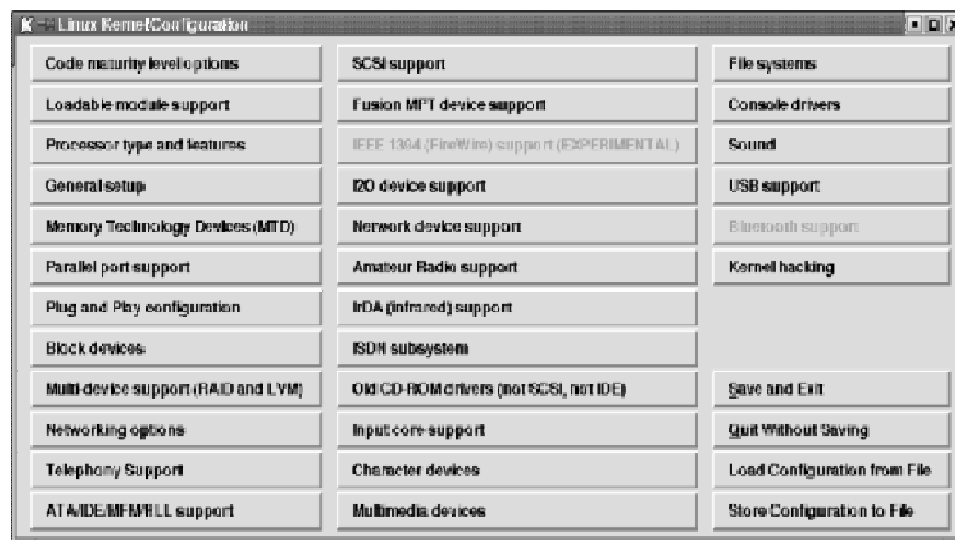 Linux Kernel Configuration
Code maturity level options
Loadable module support
Processor type and features
General setup
Memory Technology Devices (MTD)
Parallel port support
Plug and Play configuration
Block devices
Multi-device support (RAID and LVM)
Networking options
Telephony Support
ATA/IDE/MFM/RLL support
SCSI support
Fusion MPT device support
IEEE 1394 (FireWire) support (EXPERIMENTAL)
I2O device support
Network device support
Amateur Radio support
IrDA (infrared) support
ISDN subsystem
Old CD-ROM drivers (not SCSI, not IDE)
Input core support
Character devices
Multimedia devices
File systems
Console drivers
Sound
USB support
Bluetooth support
Kernel hacking
Save and Exit
Quit Without Saving
Load Configuration from File
Store Configuration to File